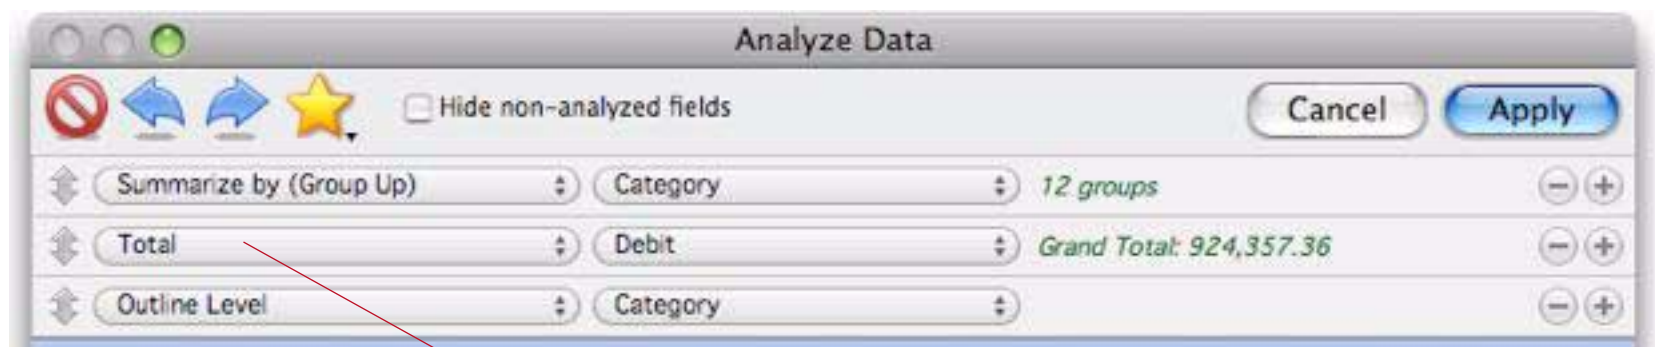 Analyze Data
Hide non-analyzed fields Cancel Apply
Summarize by (Group Up) Category 12 groups
Total Debit Grand Total: 924,357.36
Outline Level Category